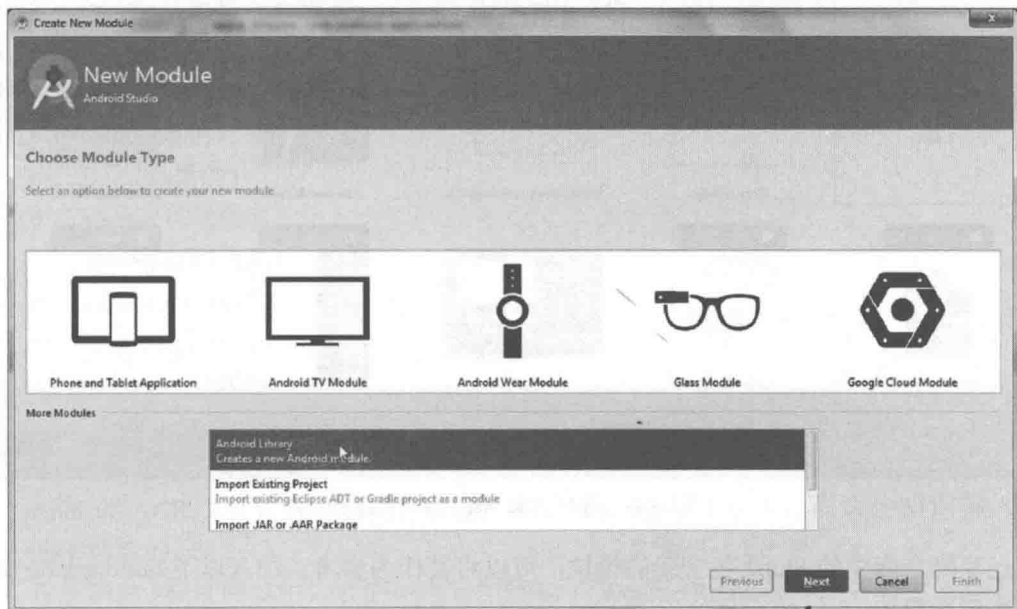 Create New Module
New Module
Android Studio
Choose Module Type
Select an option below to create your new module
Phone and Tablet Application
Android TV Module
Android Wear Module
Glass Module
Google Cloud Module
More Modules
Android Library
Creates a new Android module.
Import Existing Project
Import existing Eclipse ADT or Gradle project as a module
Import .JAR or .AAR Package
Previous
Next
Cancel
Finish